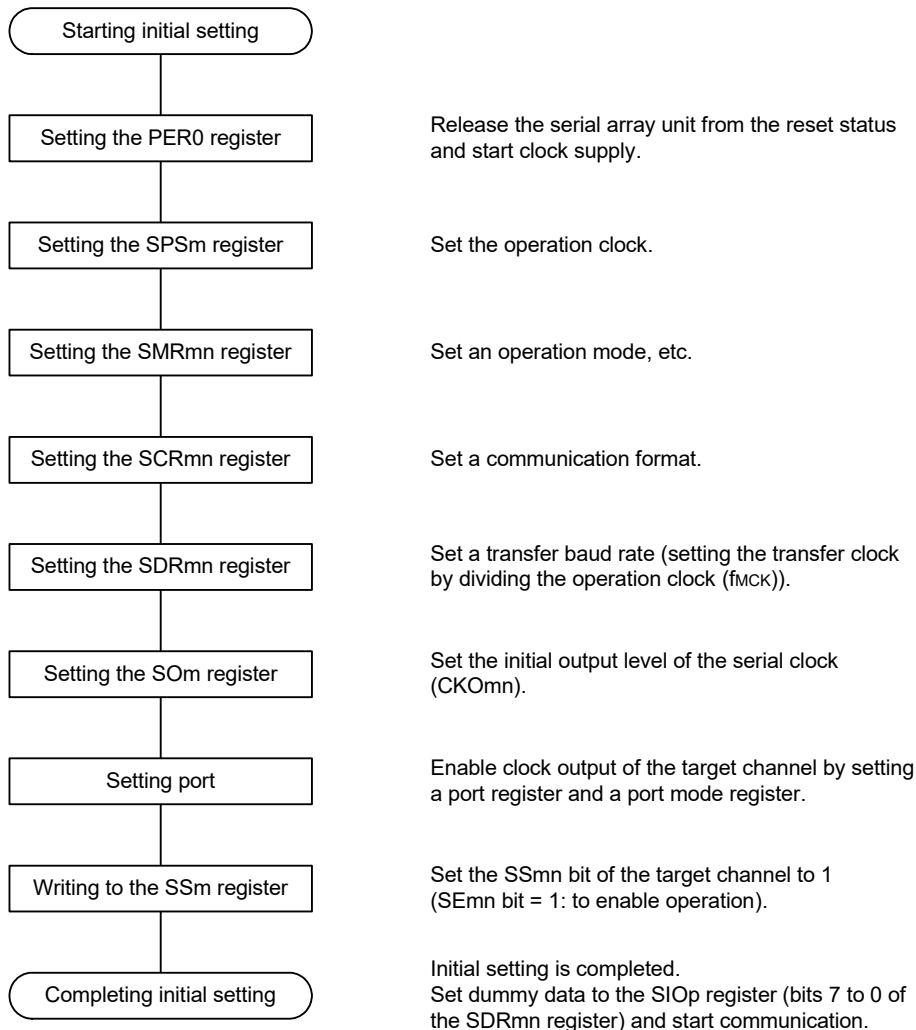 Starting initial setting
Setting the PER0 register
Release the serial array unit from the reset status
and start clock supply.
Setting the SPSm register
Set the operation clock.
Setting the SMRmn register
Set an operation mode, etc.
Setting the SCRmn register
Set a communication format.
Setting the SDRmn register
Set a transfer baud rate (setting the transfer clock
by dividing the operation clock (fMCK)).
Setting the SOm register
Set the initial output level of the serial clock
(CKOmn).
Setting port
Enable clock output of the target channel by setting
a port register and a port mode register.
Writing to the SSm register
Set the SSmn bit of the target channel to 1
(SEmn bit = 1: to enable operation).
Completing initial setting
Initial setting is completed.
Set dummy data to the SIOp register (bits 7 to 0 of
the SDRmn register) and start communication.